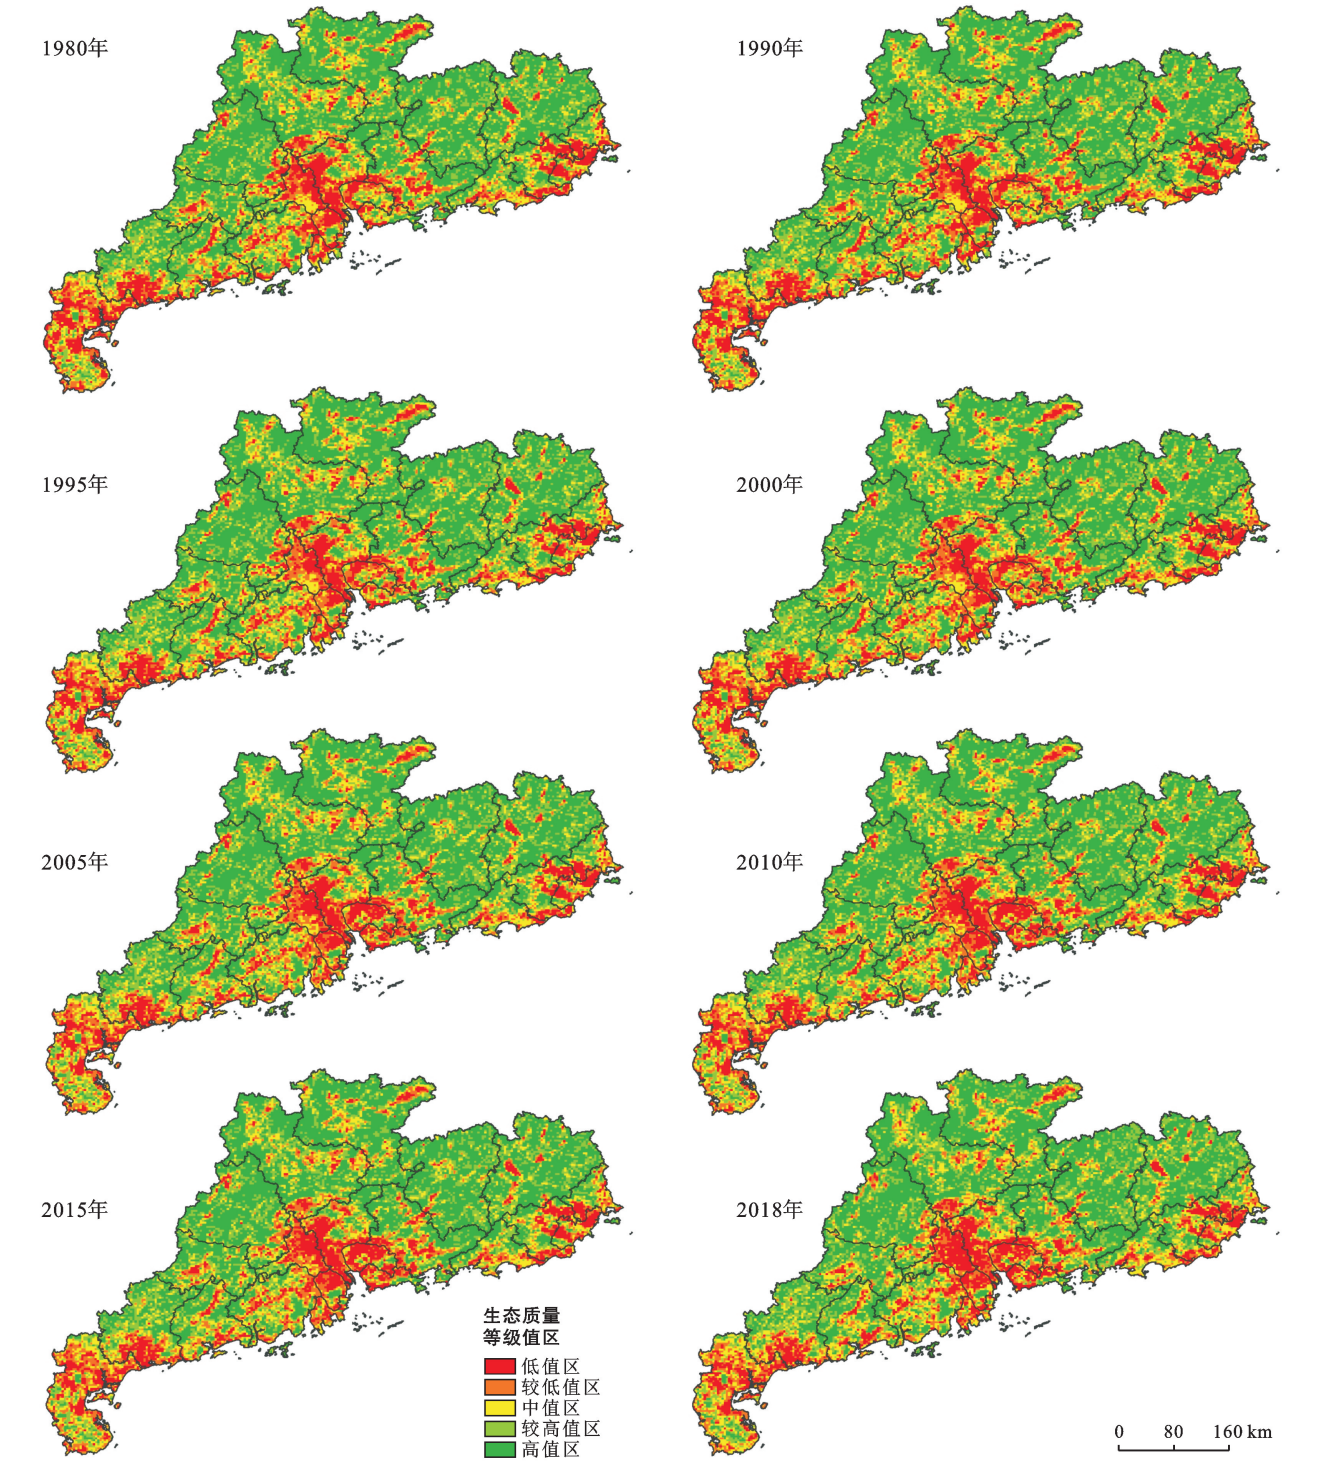 1980年
1990年
1995年
2000年
2005年
2010年
2015年
2018年
生态质量
等级值区
低值区
较低值区
中值区
较高值区
高值区
0 80 160 km